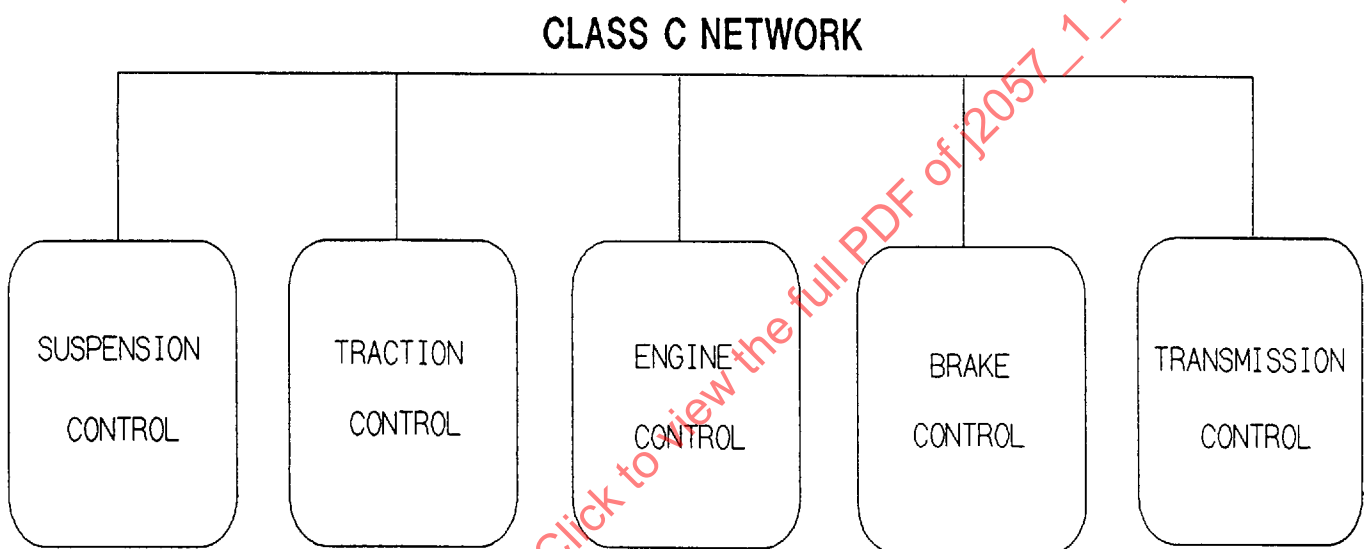 CLASS C NETWORK
SUSPENSION
CONTROL
TRACTION
CONTROL
ENGINE
CONTROL
BRAKE
CONTROL
TRANSMISSION
CONTROL
Click to view the full PDF of j2057_1_